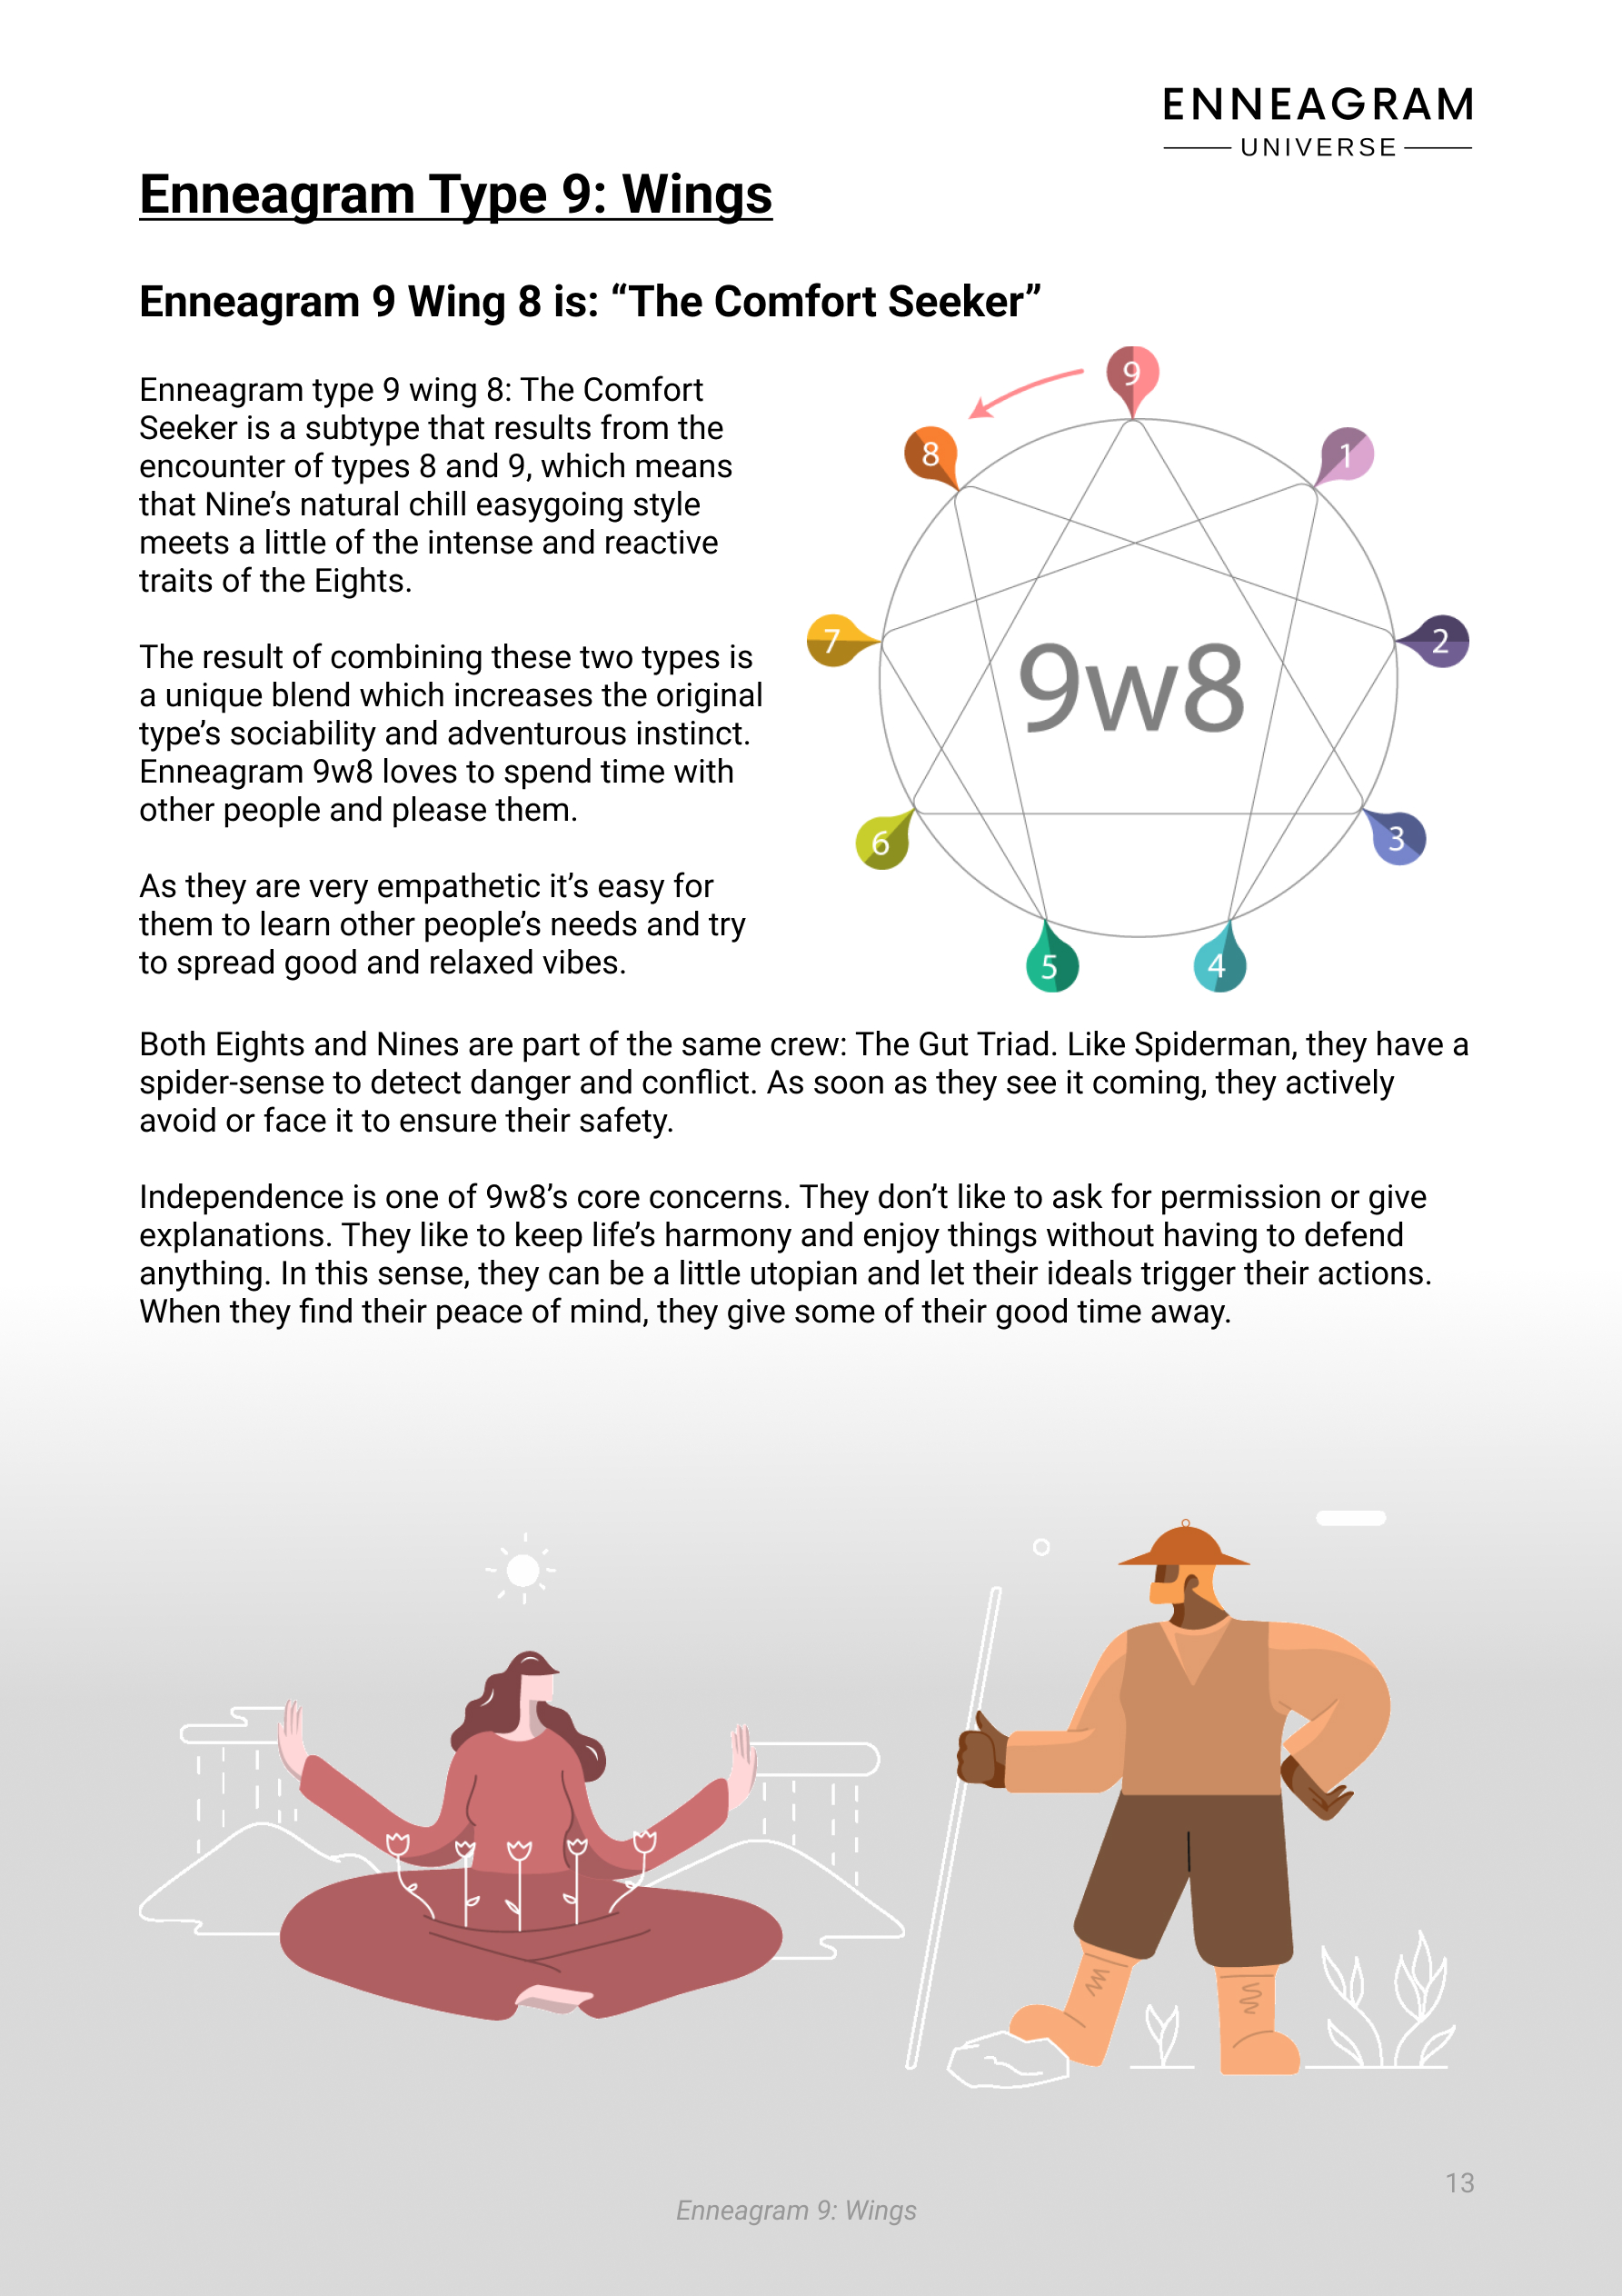 ENNEAGRAM
UNIVERSE
Enneagram Type 9: Wings
Enneagram 9 Wing 8 is: “The Comfort Seeker”
Enneagram type 9 wing 8: The Comfort
Seeker is a subtype that results from the
encounter of types 8 and 9, which means
that Nine’s natural chill easygoing style
meets a little of the intense and reactive
traits of the Eights.
The result of combining these two types is
a unique blend which increases the original
type’s sociability and adventurous instinct.
Enneagram 9w8 loves to spend time with
other people and please them.
As they are very empathetic it’s easy for
them to learn other people’s needs and try
to spread good and relaxed vibes.
9
8
1
7
2
9w8
6
3
5
4
Both Eights and Nines are part of the same crew: The Gut Triad. Like Spiderman, they have a
spider-sense to detect danger and conflict. As soon as they see it coming, they actively
avoid or face it to ensure their safety.
Independence is one of 9w8’s core concerns. They don’t like to ask for permission or give
explanations. They like to keep life’s harmony and enjoy things without having to defend
anything. In this sense, they can be a little utopian and let their ideals trigger their actions.
When they find their peace of mind, they give some of their good time away.
13
Enneagram 9: Wings